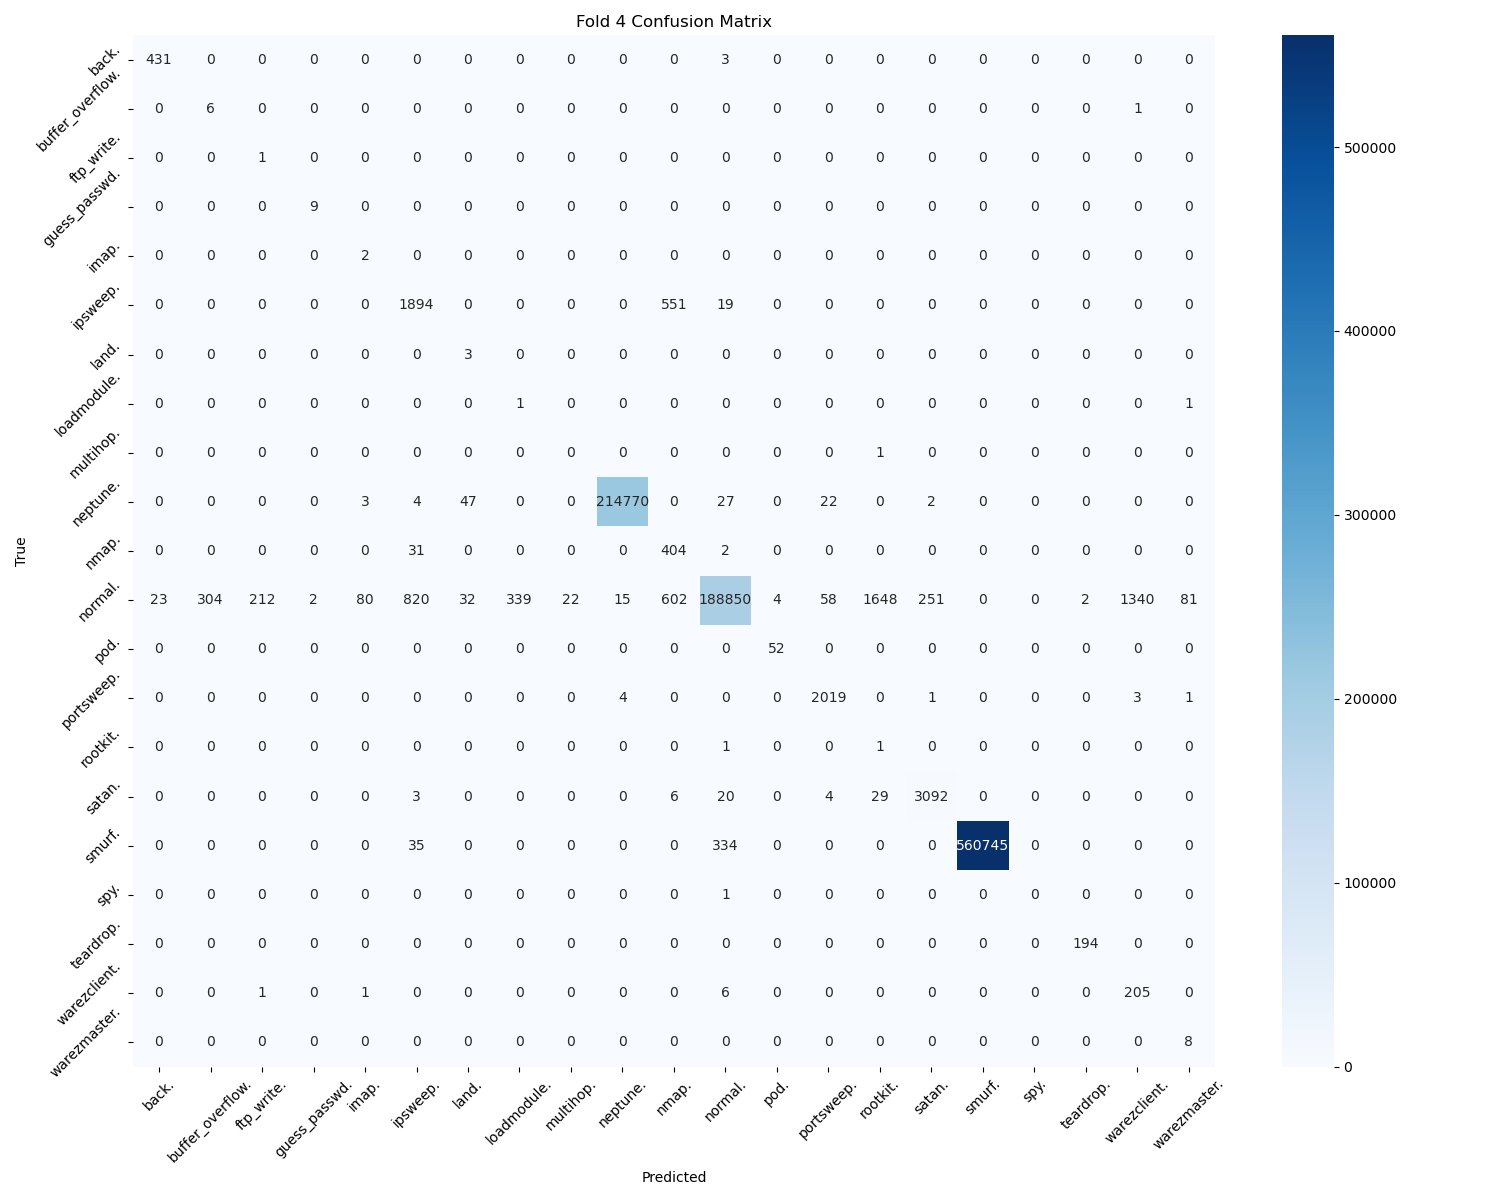 Fold 4 Confusion Matrix
back. 431 0 0 0 0 0 0 0 0 0 0 3 0 0 0 0 0 0 0 0 0
buffer_overflow. 0 6 0 0 0 0 0 0 0 0 0 0 0 0 0 0 0 0 0 1 0
ftp_write. 0 0 1 0 0 0 0 0 0 0 0 0 0 0 0 0 0 0 0 0 0
guess_passwd. 0 0 0 9 0 0 0 0 0 0 0 0 0 0 0 0 0 0 0 0 0
imap. 0 0 0 0 2 0 0 0 0 0 0 0 0 0 0 0 0 0 0 0 0
ipsweep. 0 0 0 0 0 1894 0 0 0 0 551 19 0 0 0 0 0 0 0 0 0
land. 0 0 0 0 0 0 3 0 0 0 0 0 0 0 0 0 0 0 0 0 0
loadmodule. 0 0 0 0 0 0 0 1 0 0 0 0 0 0 0 0 0 0 0 0 1
multihop. 0 0 0 0 0 0 0 0 0 0 0 0 0 0 1 0 0 0 0 0 0
neptune. 0 0 0 0 3 4 47 0 0 214770 0 27 0 22 0 2 0 0 0 0 0
nmap. 0 0 0 0 0 31 0 0 0 0 404 2 0 0 0 0 0 0 0 0 0
normal. 23 304 212 2 80 820 32 339 22 15 602 188850 4 58 1648 251 0 0 2 1340 81
pod. 0 0 0 0 0 0 0 0 0 0 0 0 52 0 0 0 0 0 0 0 0
portsweep. 0 0 0 0 0 0 0 0 0 4 0 0 0 2019 0 1 0 0 0 3 1
rootkit. 0 0 0 0 0 0 0 0 0 0 0 1 0 0 1 0 0 0 0 0 0
satan. 0 0 0 0 0 3 0 0 0 0 6 20 0 4 29 3092 0 0 0 0 0
smurf. 0 0 0 0 0 35 0 0 0 0 0 334 0 0 0 0 560745 0 0 0 0
spy. 0 0 0 0 0 0 0 0 0 0 0 1 0 0 0 0 0 0 0 0 0
teardrop. 0 0 0 0 0 0 0 0 0 0 0 0 0 0 0 0 0 0 194 0 0
warezclient. 0 0 1 0 1 0 0 0 0 0 0 6 0 0 0 0 0 0 0 205 0
warezmaster. 0 0 0 0 0 0 0 0 0 0 0 0 0 0 0 0 0 0 0 0 8
True
back. buffer_overflow. ftp_write. guess_passwd. imap. ipsweep. land. loadmodule. multihop. neptune. nmap. normal. pod. portsweep. rootkit. satan. smurf. spy. teardrop. warezclient. warezmaster.
Predicted
500000
400000
300000
200000
100000
0